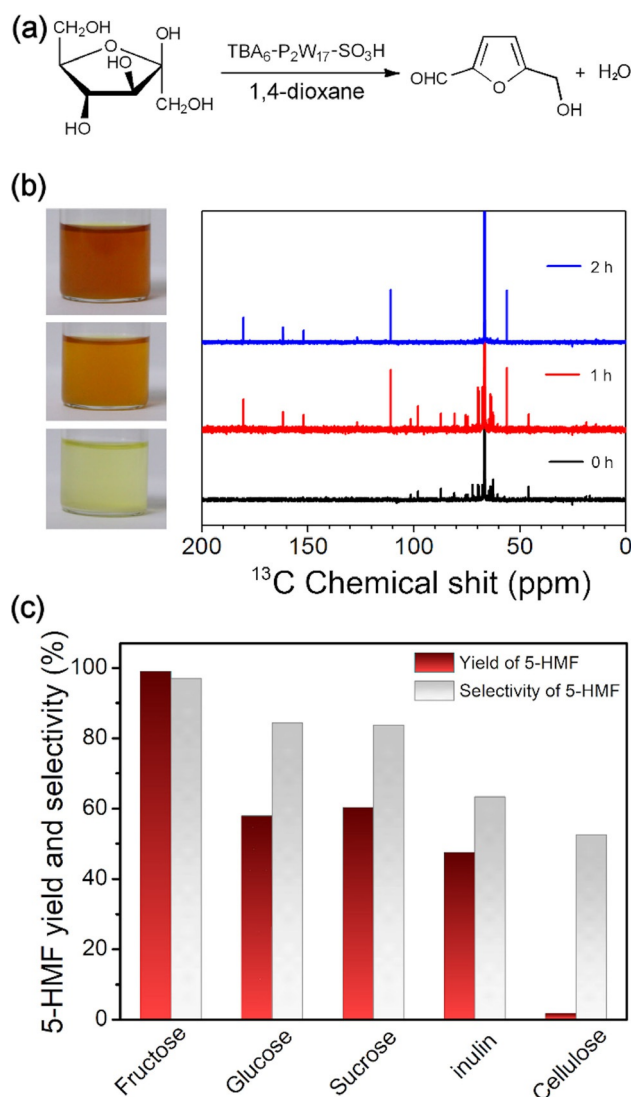 (a)
CH₂OH
O
OH
HO
CH₂OH
OH
HO
TBA₆-P₂W₁₇-SO₃H
1,4-dioxane
OHC
O
OH
+ H₂O
(b)
2 h
1 h
0 h
200 150 100 50 0
¹³C Chemical shit (ppm)
(c)
5-HMF yield and selectivity (%)
100
80
60
40
20
0
Yield of 5-HMF
Selectivity of 5-HMF
Fructose
Glucose
Sucrose
inulin
Cellulose